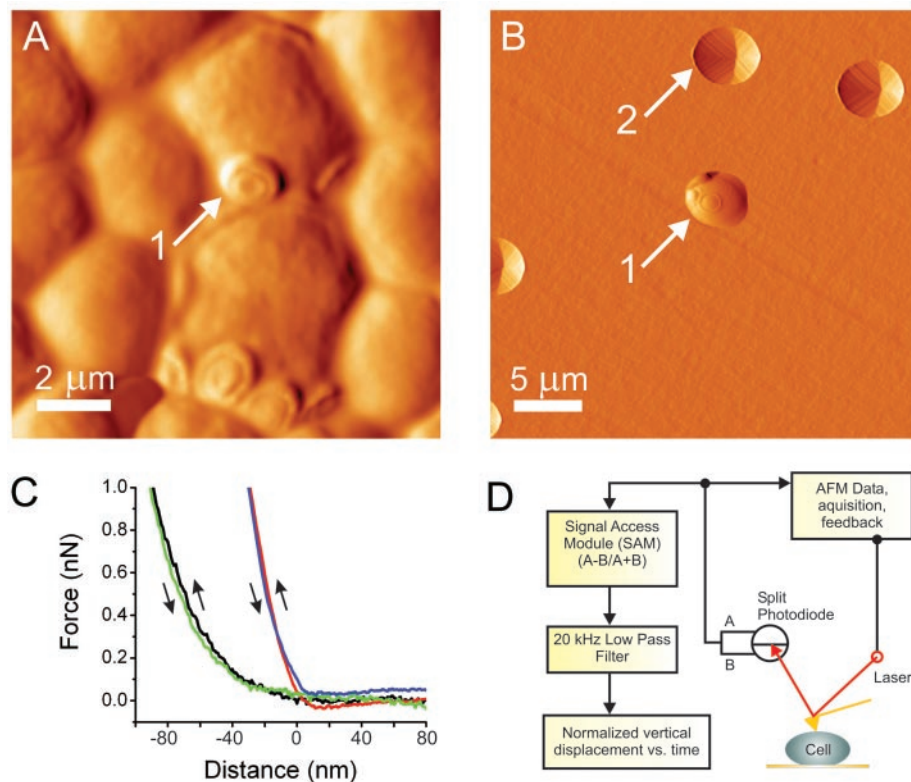 A
1
2 μm
B
2
1
5 μm
C
Force (nN)
1.0
0.8
0.6
0.4
0.2
0.0
-80
-40
0
40
80
Distance (nm)
D
Signal Access
Module (SAM)
(A-B/A+B)
20 kHz Low Pass
Filter
Normalized vertical
displacement vs. time
AFM Data,
aquisition,
feedback
Split
Photodiode
A
B
Laser
Cell